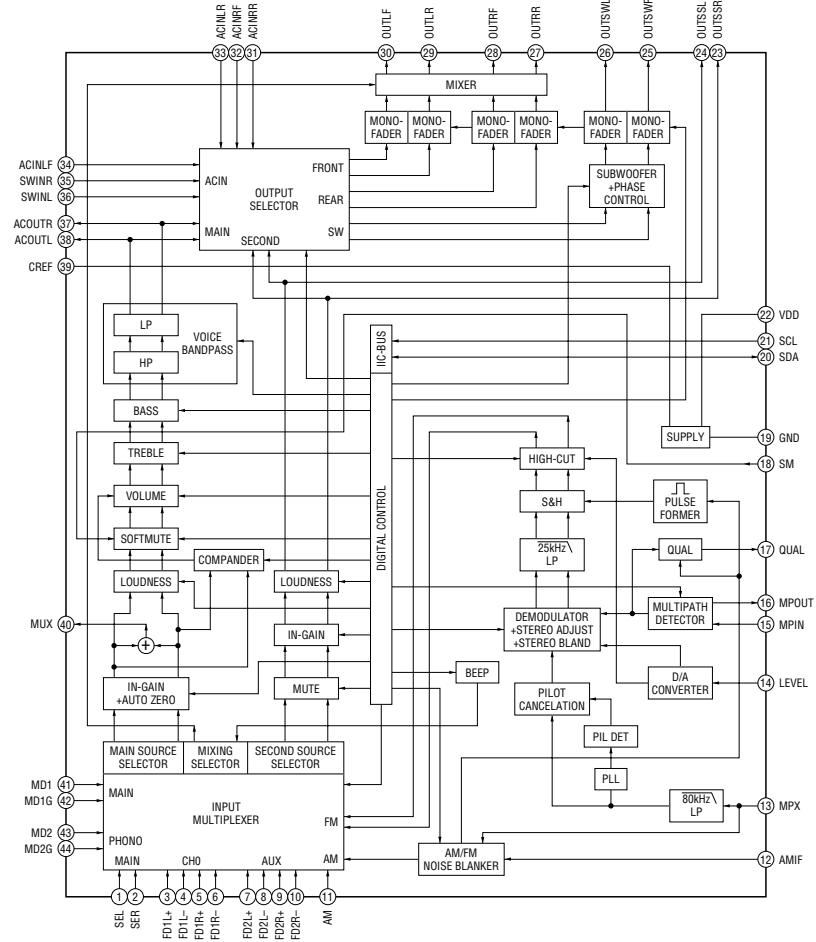 ACINLR
ACINRF
ACINRR
OUTLF
OUTLR
OUTRF
OUTRR
OUTSWL
OUTSWR
OUTSSL
OUTSSR
33
32
31
30
29
28
27
26
25
24
23
MIXER
MONO-
FADER
MONO-
FADER
MONO-
FADER
MONO-
FADER
MONO-
FADER
MONO-
FADER
ACINLF 34
SWINR 35
SWINL 36
ACOUTR 37
ACOUTL 38
CREF 39
ACIN
MAIN
OUTPUT
SELECTOR
FRONT
REAR
SW
SECOND
SUBWOOFER
+PHASE
CONTROL
LP
HP
VOICE
BANDPASS
IIC-BUS
DIGITAL CONTROL
22 VDD
21 SCL
20 SDA
SUPPLY
19 GND
18 SM
BASS
TREBLE
VOLUME
SOFTMUTE
COMPANDER
LOUDNESS
LOUDNESS
HIGH-CUT
S&H
25kHz
LP
PULSE
FORMER
QUAL
17 QUAL
MULTIPATH
DETECTOR
16 MPOUT
15 MPIN
MUX 40
+
IN-GAIN
DEMODULATOR
+STEREO ADJUST
+STEREO BLAND
IN-GAIN
+AUTO ZERO
MUTE
BEEP
PILOT
CANCELATION
D/A
CONVERTER
14 LEVEL
PIL DET
PLL
80kHz
LP
13 MPX
MAIN SOURCE
SELECTOR
MIXING
SELECTOR
SECOND SOURCE
SELECTOR
MD1 41
MD1G 42
MD2 43
MD2G 44
MAIN
PHONO
INPUT
MULTIPLEXER
FM
AM
MAIN
CH0
AUX
AM/FM
NOISE BLANKER
12 AMIF
1
2
3
4
5
6
7
8
9
10
11
SEL
SER
FD1L+
FD1L−
FD1R+
FD1R−
FD2L+
FD2L−
FD2R+
FD2R−
AM